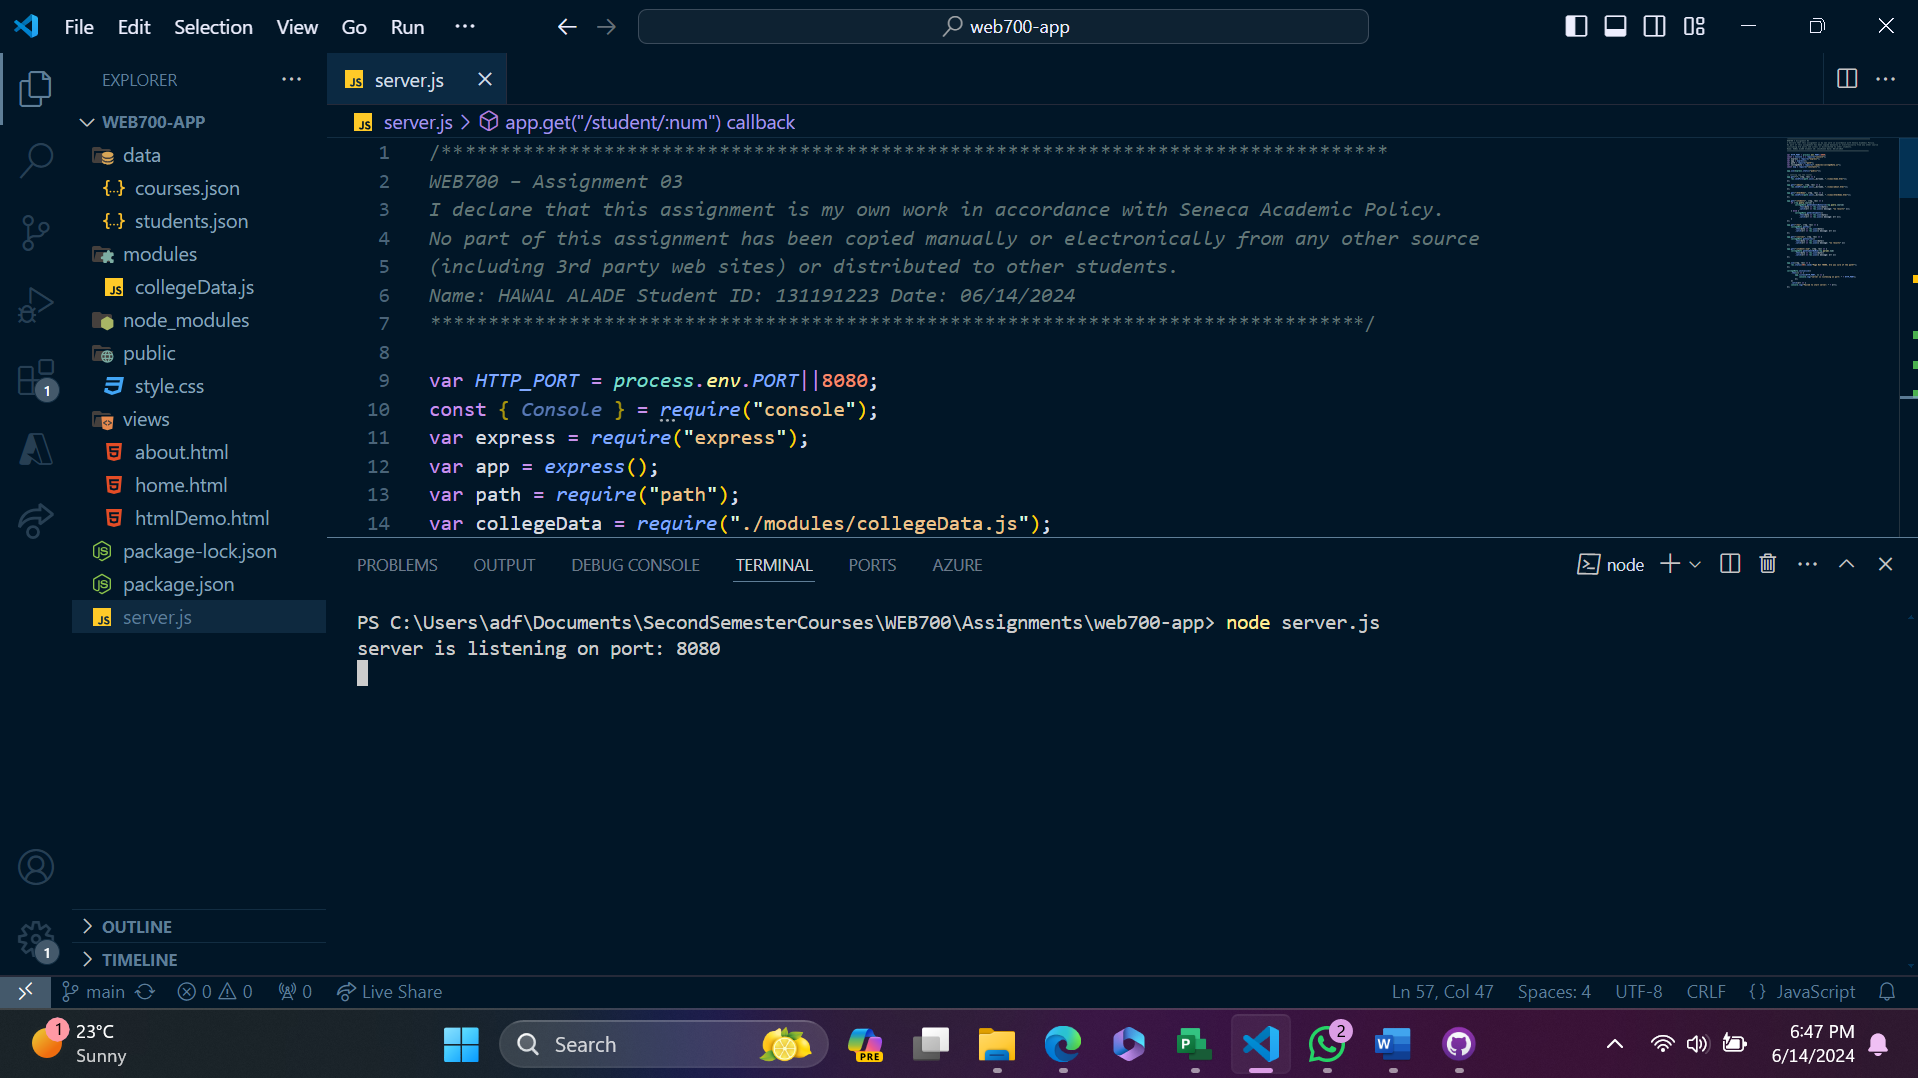 File Edit Selection View Go Run ··· web700-app
EXPLORER ···
JS server.js
WEB700-APP
JS server.js > app.get("/student/:num") callback
data
{··} courses.json
{··} students.json
modules
JS collegeData.js
node_modules
public
style.css
views
about.html
home.html
htmlDemo.html
package-lock.json
package.json
JS server.js
1 /**********************************************************************************
2 WEB700 – Assignment 03
3 I declare that this assignment is my own work in accordance with Seneca Academic Policy.
4 No part of this assignment has been copied manually or electronically from any other source
5 (including 3rd party web sites) or distributed to other students.
6 Name: HAWAL ALADE Student ID: 131191223 Date: 06/14/2024
7 *********************************************************************************/
8
9 var HTTP_PORT = process.env.PORT||8080;
10 const { Console } = require("console");
11 var express = require("express");
12 var app = express();
13 var path = require("path");
14 var collegeData = require("./modules/collegeData.js");
PROBLEMS OUTPUT DEBUG CONSOLE TERMINAL PORTS AZURE node
PS C:\Users\adf\Documents\SecondSemesterCourses\WEB700\Assignments\web700-app> node server.js
server is listening on port: 8080
1
1
OUTLINE
TIMELINE
main 0 0 0 Live Share Ln 57, Col 47 Spaces: 4 UTF-8 CRLF {} JavaScript
1 23°C
Sunny
Search
PRE
P
2
W
6:47 PM
6/14/2024